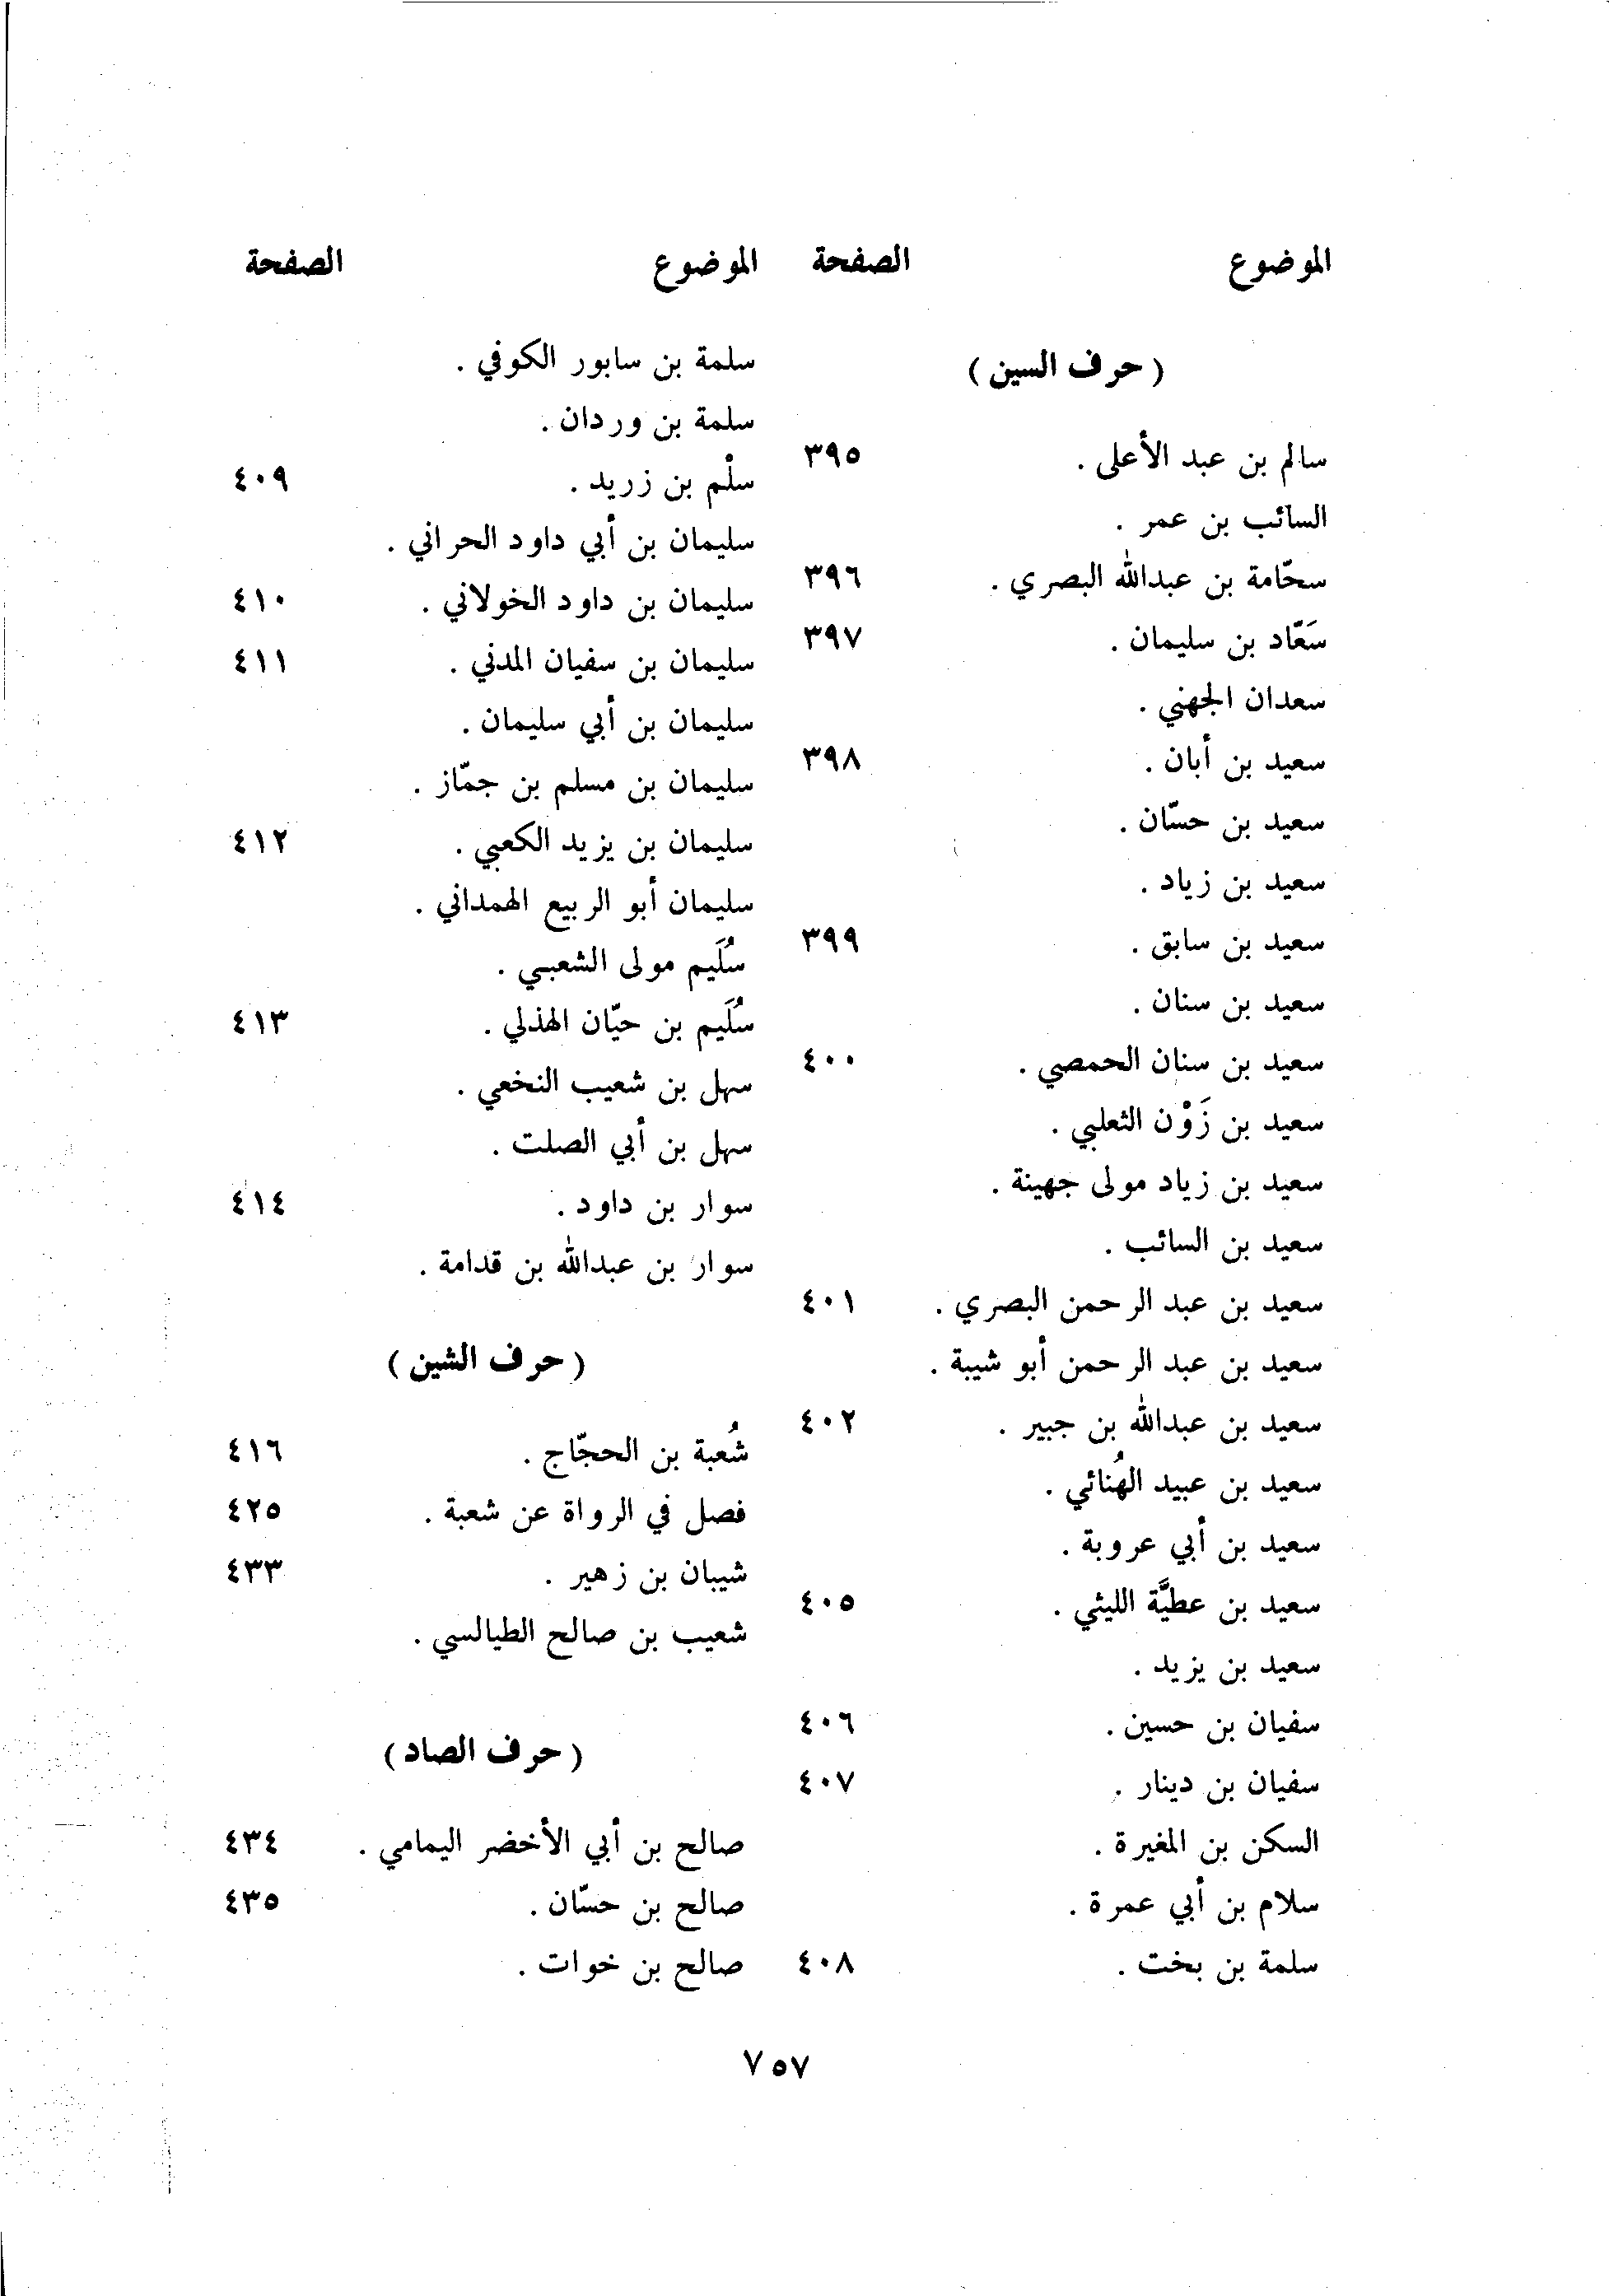 الموضوع الصفحة
( حرف السين )
سالم بن عبد الأعلى . ٣٩٥
السائب بن عمر .
سحّامة بن عبدالله البصري . ٣٩٦
سَعّاد بن سليمان . ٣٩٧
سعدان الجهني .
سعيد بن أبان . ٣٩٨
سعيد بن حسّان .
سعيد بن زياد .
سعيد بن سابق . ٣٩٩
سعيد بن سنان .
سعيد بن سنان الحمصي . ٤٠٠
سعيد بن زَوْن الثعلبي .
سعيد بن زياد مولى جهينة .
سعيد بن السائب .
سعيد بن عبد الرحمن البصري . ٤٠١
سعيد بن عبد الرحمن أبو شيبة .
سعيد بن عبدالله بن جبير . ٤٠٢
سعيد بن عبيد الهُنائي .
سعيد بن أبي عروبة .
سعيد بن عطيَّة الليثي . ٤٠٥
سعيد بن يزيد .
سفيان بن حسين . ٤٠٦
سفيان بن دينار . ٤٠٧
السكن بن المغيرة .
سلام بن أبي عمرة .
سلمة بن بخت . ٤٠٨
الموضوع الصفحة
سلمة بن سابور الكوفي .
سلمة بن وردان .
سلْم بن زريد . ٤٠٩
سليمان بن أبي داود الحراني .
سليمان بن داود الخولاني . ٤١٠
سليمان بن سفيان المدني . ٤١١
سليمان بن أبي سليمان .
سليمان بن مسلم بن جمّاز .
سليمان بن يزيد الكعبي . ٤١٢
سليمان أبو الربيع الهمداني .
سُلَيم مولى الشعبي .
سُلَيم بن حيّان الهذلي . ٤١٣
سهل بن شعيب النخعي .
سهل بن أبي الصلت .
سوار بن داود . ٤١٤
سوار بن عبدالله بن قدامة .
( حرف الشين )
شُعبة بن الحجّاج . ٤١٦
فصل في الرواة عن شعبة . ٤٢٥
شيبان بن زهير . ٤٣٣
شعيب بن صالح الطيالسي .
( حرف الصاد )
صالح بن أبي الأخضر اليمامي . ٤٣٤
صالح بن حسّان . ٤٣٥
صالح بن خوات .
٧٥٧